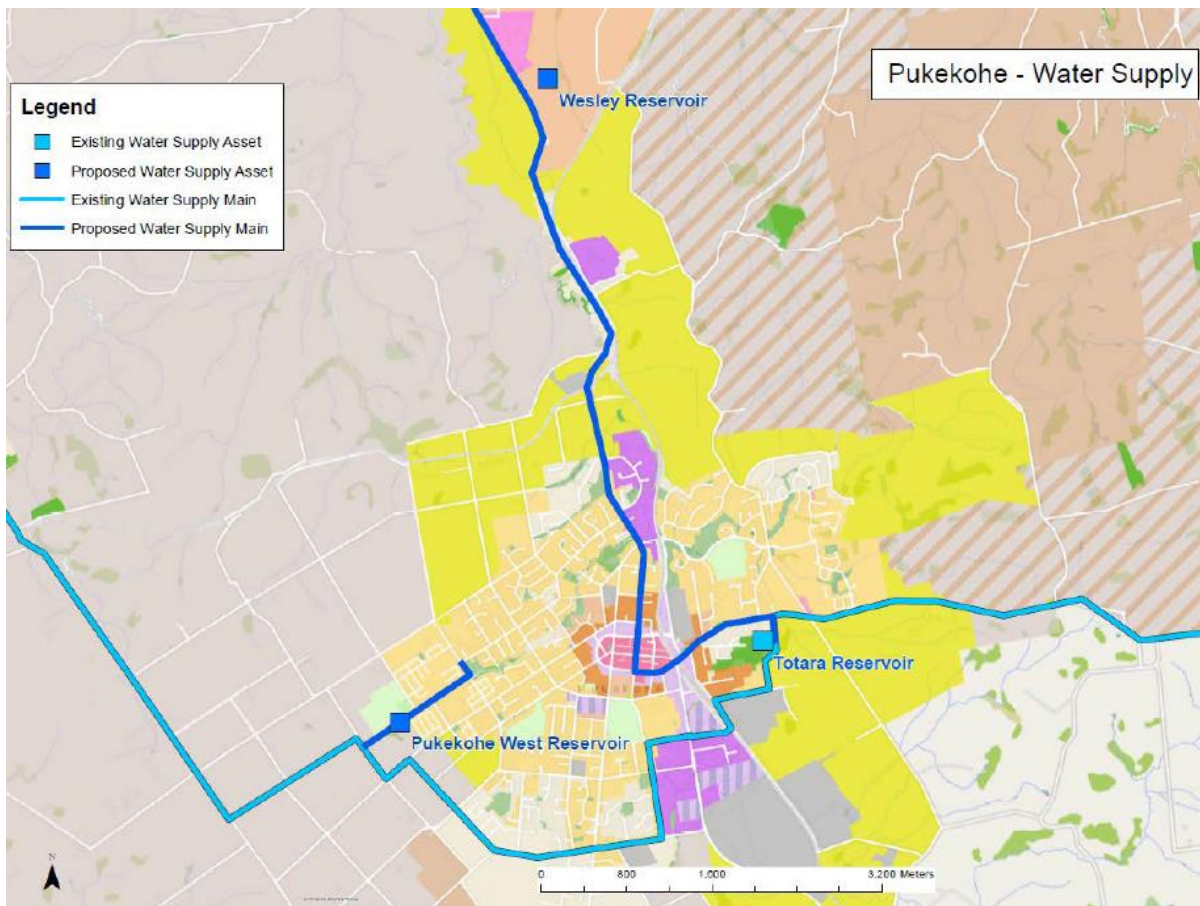 Pukekohe - Water Supply
Legend
Existing Water Supply Asset
Proposed Water Supply Asset
Existing Water Supply Main
Proposed Water Supply Main
Wesley Reservoir
Totara Reservoir
Pukekohe West Reservoir
N
0 800 1,600 3,200 Meters